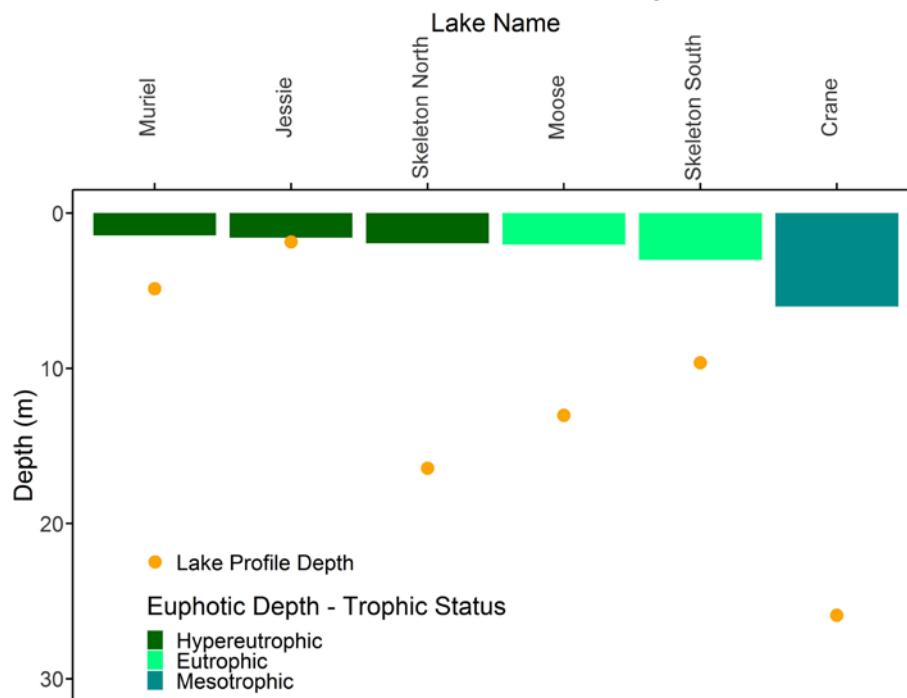 Lake Name
Muriel
Jessie
Skeleton North
Moose
Skeleton South
Crane
Depth (m)
0
10
20
30
Lake Profile Depth
Euphotic Depth - Trophic Status
Hypereutrophic
Eutrophic
Mesotrophic